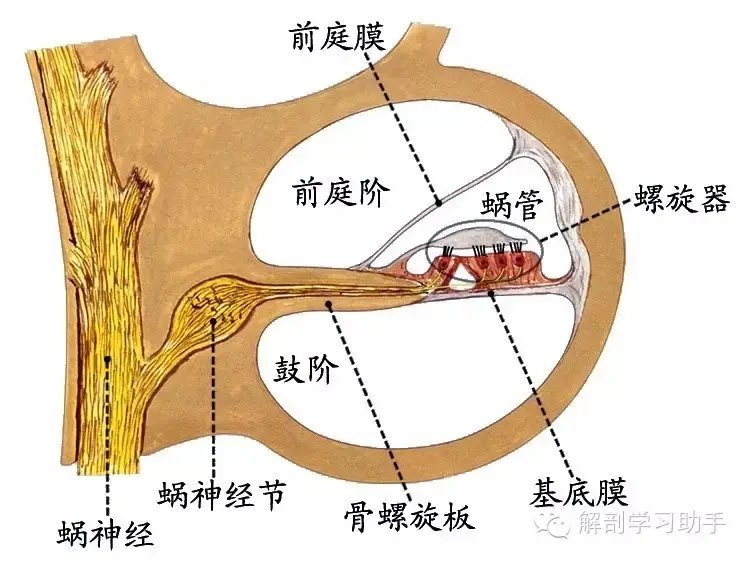 前庭膜
前庭阶
蜗管
螺旋器
鼓阶
蜗神经节
基底膜
骨螺旋板
蜗神经
解剖学习助手